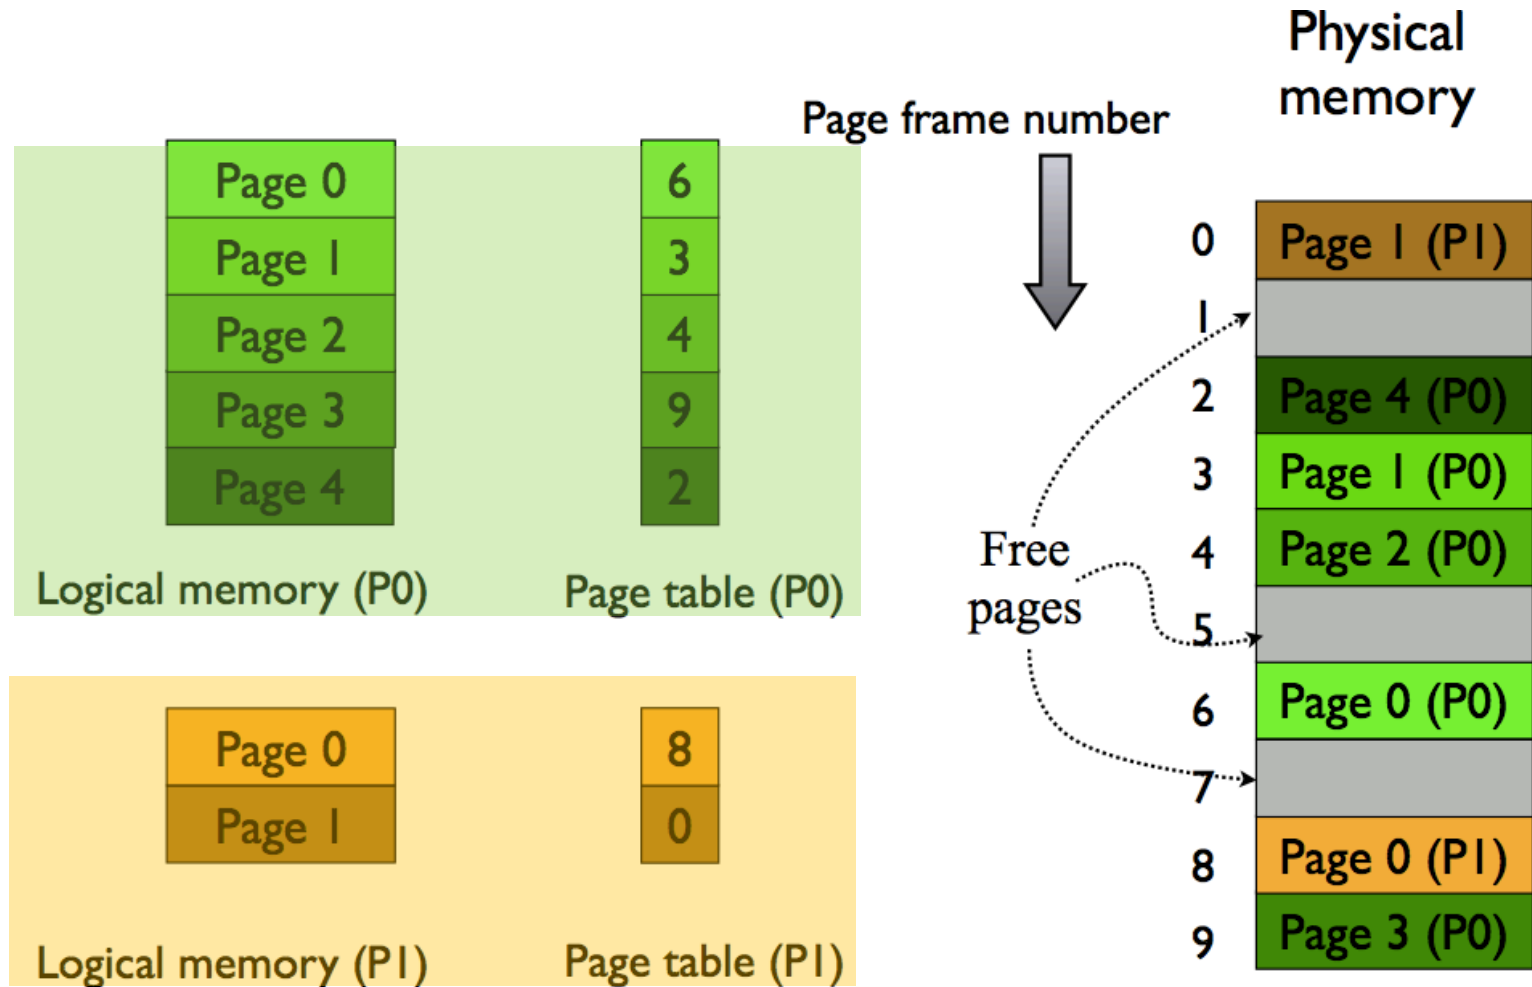 Physical
memory
Page frame number
Page 0
Page 1
Page 2
Page 3
Page 4
6
3
4
9
2
Logical memory (P0)
Page table (P0)
Page 0
Page 1
8
0
Logical memory (P1)
Page table (P1)
Free
pages
0
Page 1 (P1)
1
2
Page 4 (P0)
3
Page 1 (P0)
4
Page 2 (P0)
5
6
Page 0 (P0)
7
8
Page 0 (P1)
9
Page 3 (P0)